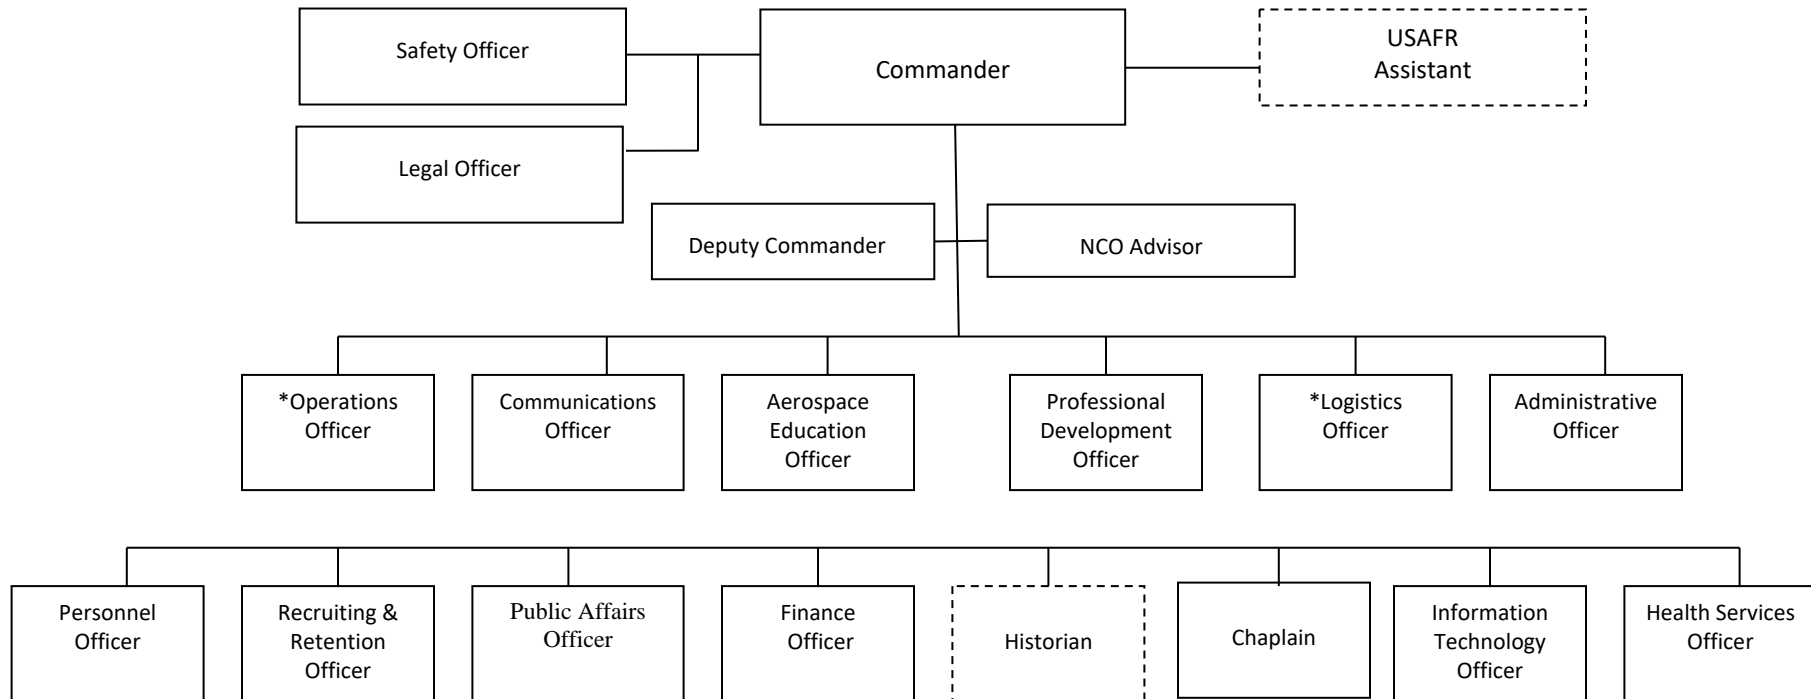 Safety Officer
Commander
USAFR
Assistant
Legal Officer
Deputy Commander
NCO Advisor
*Operations
Officer
Communications
Officer
Aerospace
Education
Officer
Professional
Development
Officer
*Logistics
Officer
Administrative
Officer
Personnel
Officer
Recruiting &
Retention
Officer
Public Affairs
Officer
Finance
Officer
Historian
Chaplain
Information
Technology
Officer
Health Services
Officer